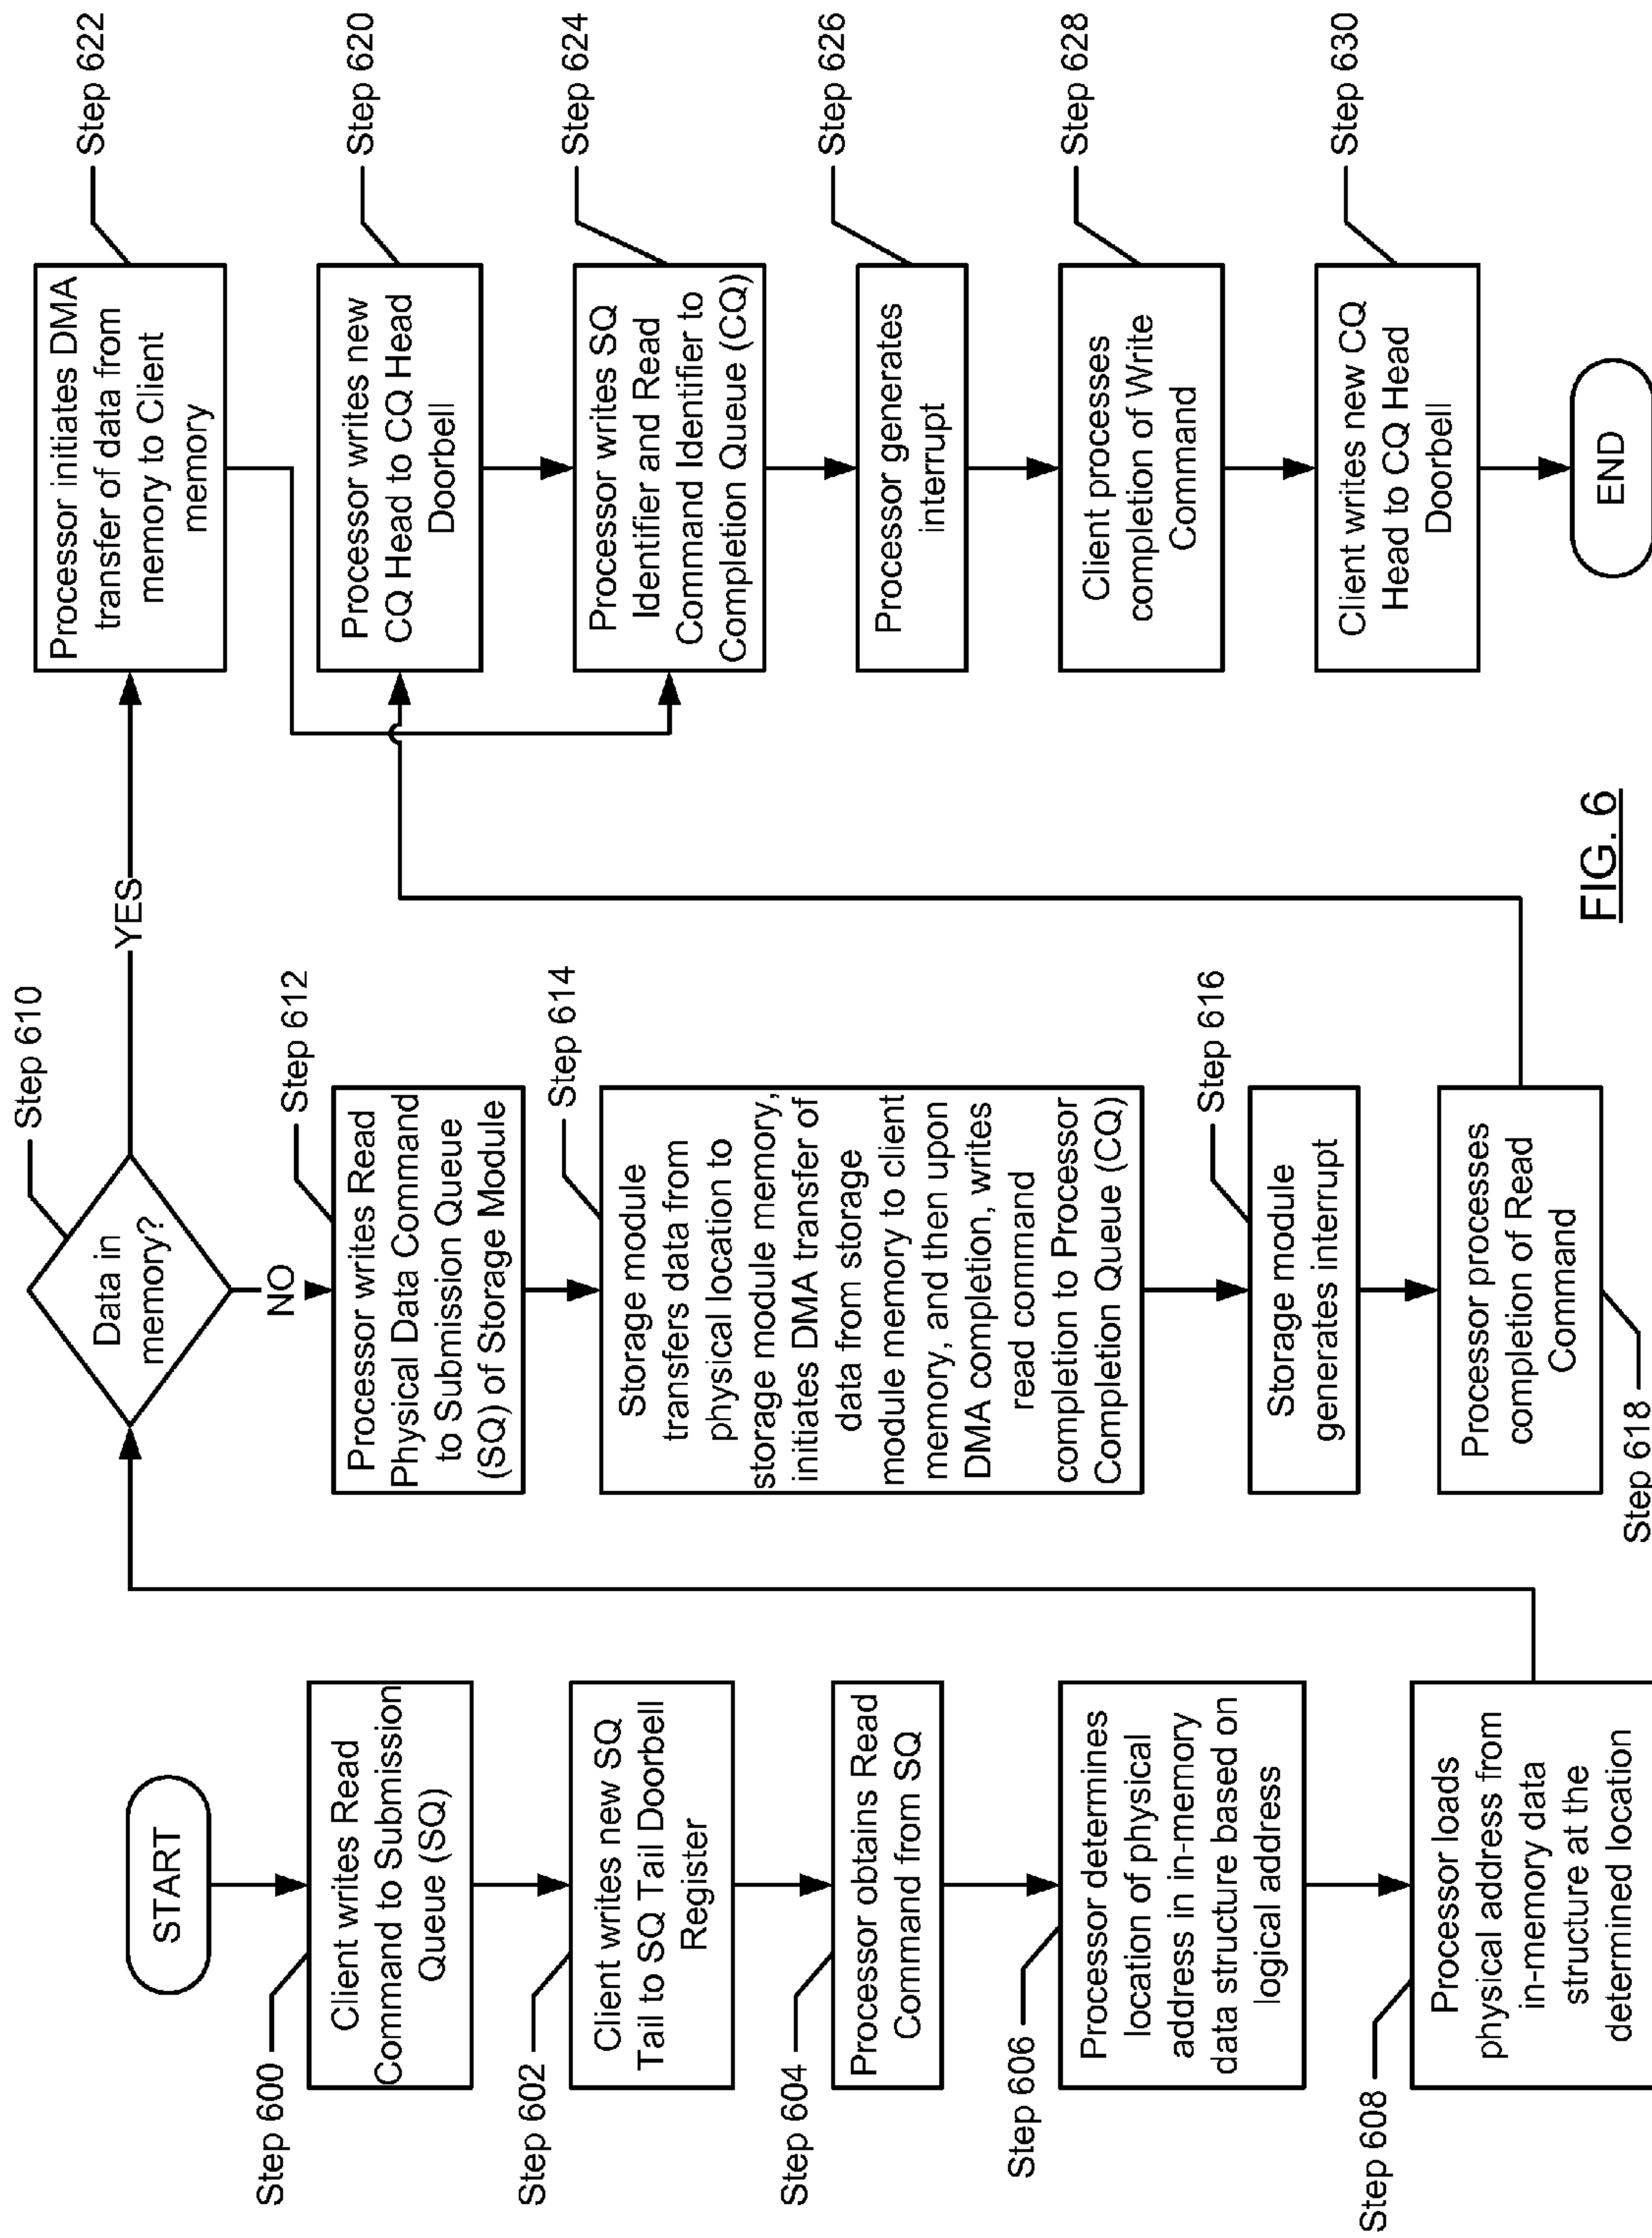 START
Step 600
Client writes Read
Command to Submission
Queue (SQ)
Step 602
Client writes new SQ
Tail to SQ Tail Doorbell
Register
Step 604
Processor obtains Read
Command from SQ
Step 606
Processor determines
location of physical
address in in-memory
data structure based on
logical address
Step 608
Processor loads
physical address from
in-memory data
structure at the
determined location
Step 610
Data in
memory?
YES
NO
Step 612
Processor writes Read
Physical Data Command
to Submission Queue
(SQ) of Storage Module
Step 614
Storage module
transfers data from
physical location to
storage module memory,
initiates DMA transfer of
data from storage
module memory to client
memory, and then upon
DMA completion, writes
read command
completion to Processor
Completion Queue (CQ)
Step 616
Storage module
generates interrupt
Processor processes
completion of Read
Command
Step 618
Step 622
Processor initiates DMA
transfer of data from
memory to Client
memory
Step 620
Processor writes new
CQ Head to CQ Head
Doorbell
Step 624
Processor writes SQ
Identifier and Read
Command Identifier to
Completion Queue (CQ)
Step 626
Processor generates
interrupt
Step 628
Client processes
completion of Write
Command
Step 630
Client writes new CQ
Head to CQ Head
Doorbell
END
FIG. 6